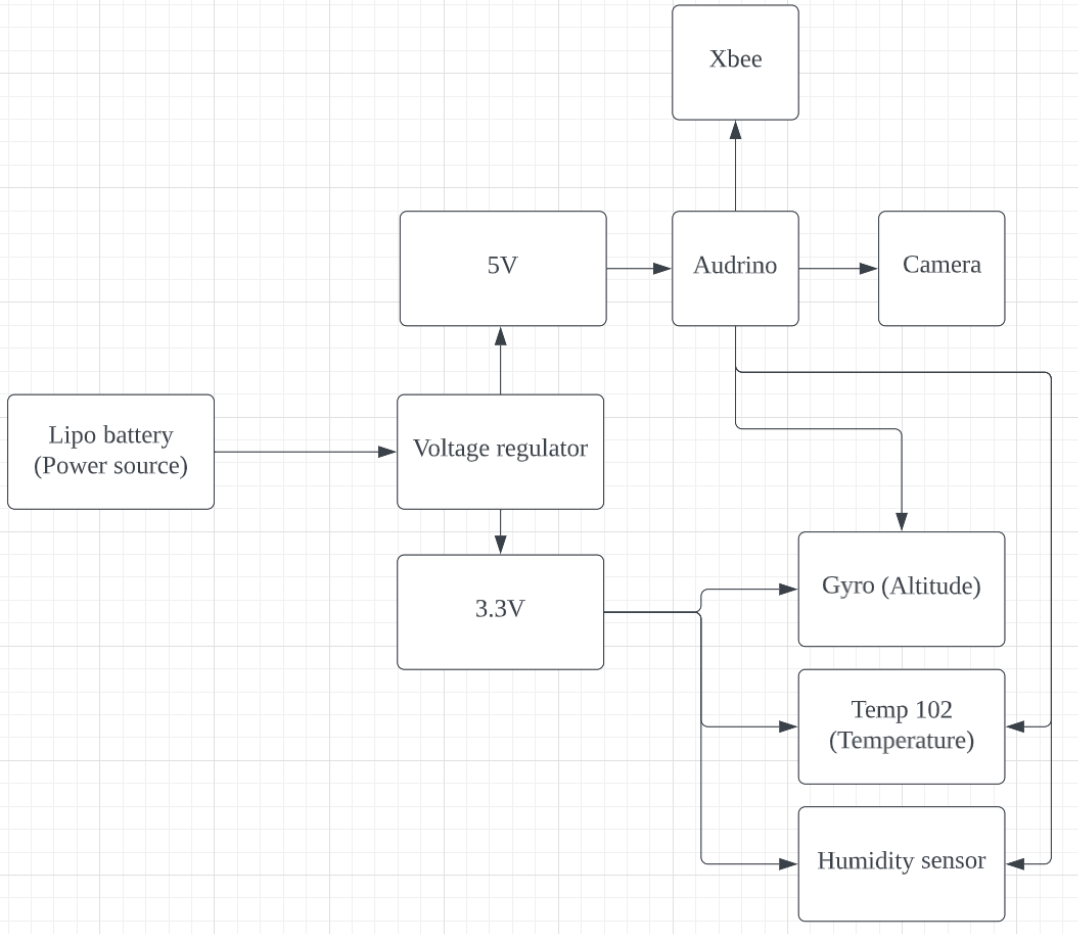 Xbee
5V
Audrino
Camera
Lipo battery
(Power source)
Voltage regulator
3.3V
Gyro (Altitude)
Temp 102
(Temperature)
Humidity sensor